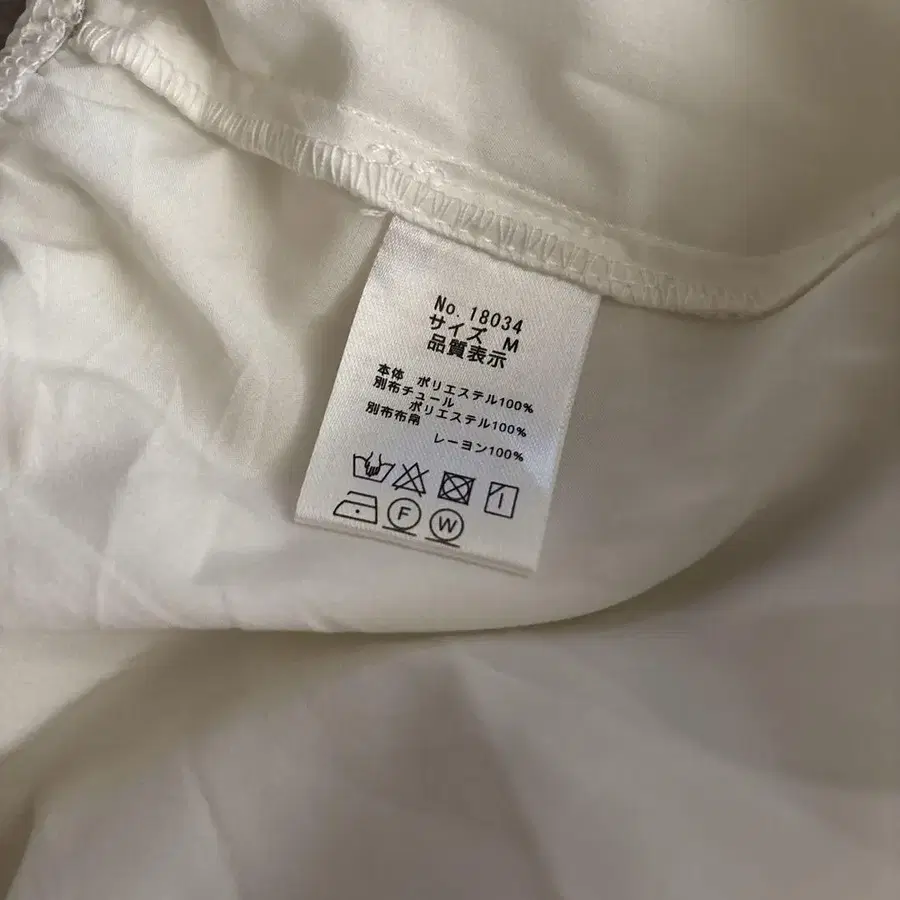 No. 18034
サイズ M
品質表示
本体 ポリエステル100%
別布チュール
ポリエステル100%
別布布帛
レーヨン100%
F
W